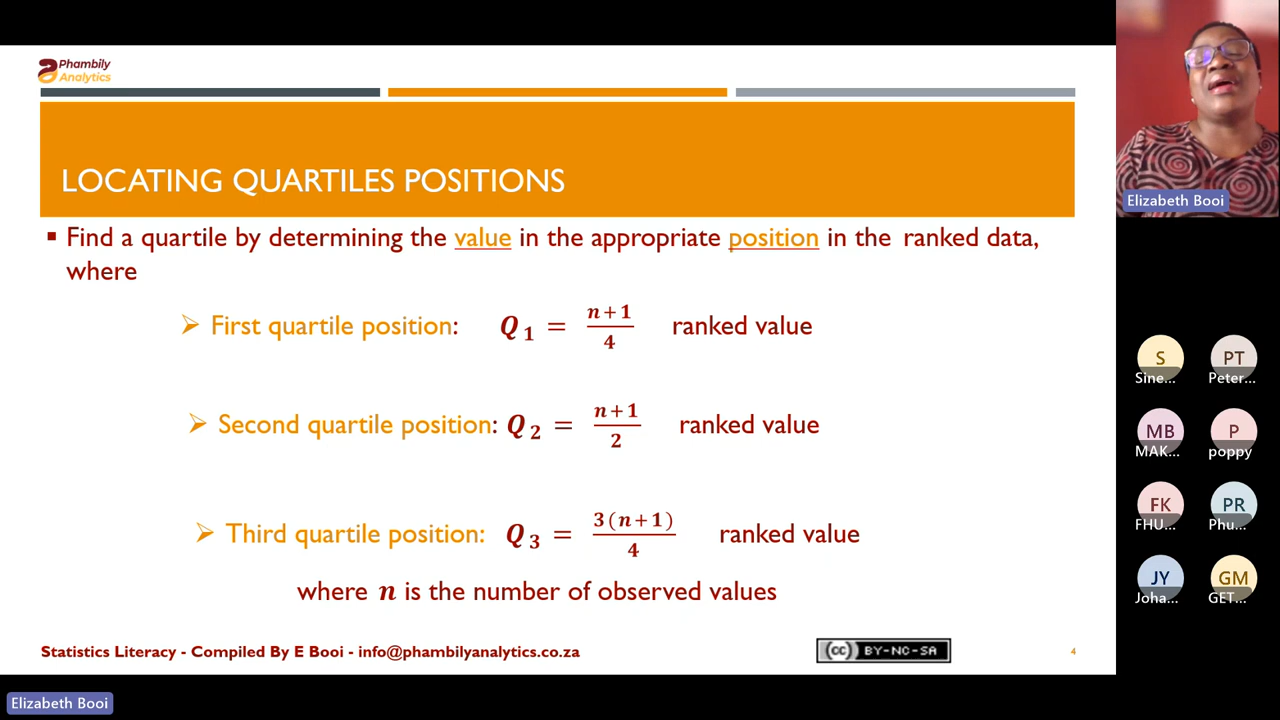 Phambily
Analytics
LOCATING QUARTILES POSITIONS
▪ Find a quartile by determining the value in the appropriate position in the ranked data,
where
➢ First quartile position: Q1 = (n+1)/4 ranked value
➢ Second quartile position: Q2 = (n+1)/2 ranked value
➢ Third quartile position: Q3 = 3(n+1)/4 ranked value
where n is the number of observed values
Statistics Literacy - Compiled By E Booi - info@phambilyanalytics.co.za
cc BY-NC-SA
4
Elizabeth Booi
S
Sine...
PT
Peter...
MB
MAK...
P
poppy
FK
FHU...
PR
Phu...
JY
Joha...
GM
GET...
Elizabeth Booi